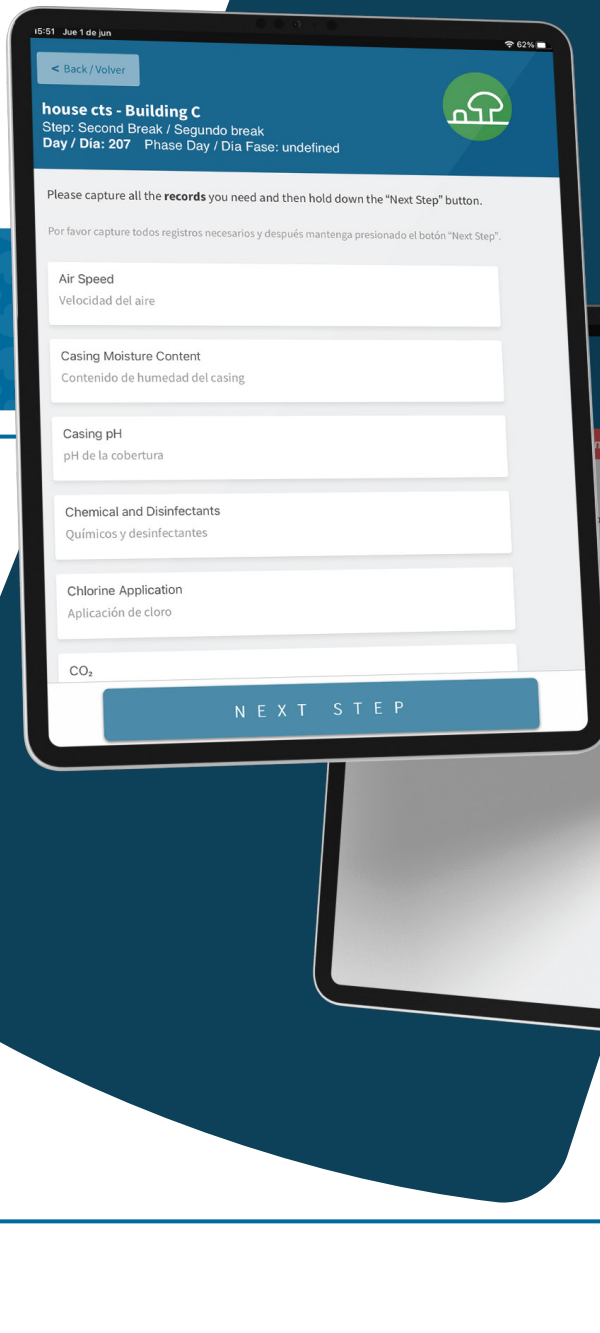 15:51 Jue 1 de jun
62%
< Back / Volver
house cts - Building C
Step: Second Break / Segundo break
Day / Día: 207 Phase Day / Dia Fase: undefined
Please capture all the records you need and then hold down the “Next Step” button.
Por favor capture todos registros necesarios y después mantenga presionado el botón “Next Step”.
Air Speed
Velocidad del aire
Casing Moisture Content
Contenido de humedad del casing
Casing pH
pH de la cobertura
Chemical and Disinfectants
Químicos y desinfectantes
Chlorine Application
Aplicación de cloro
CO₂
NEXT STEP